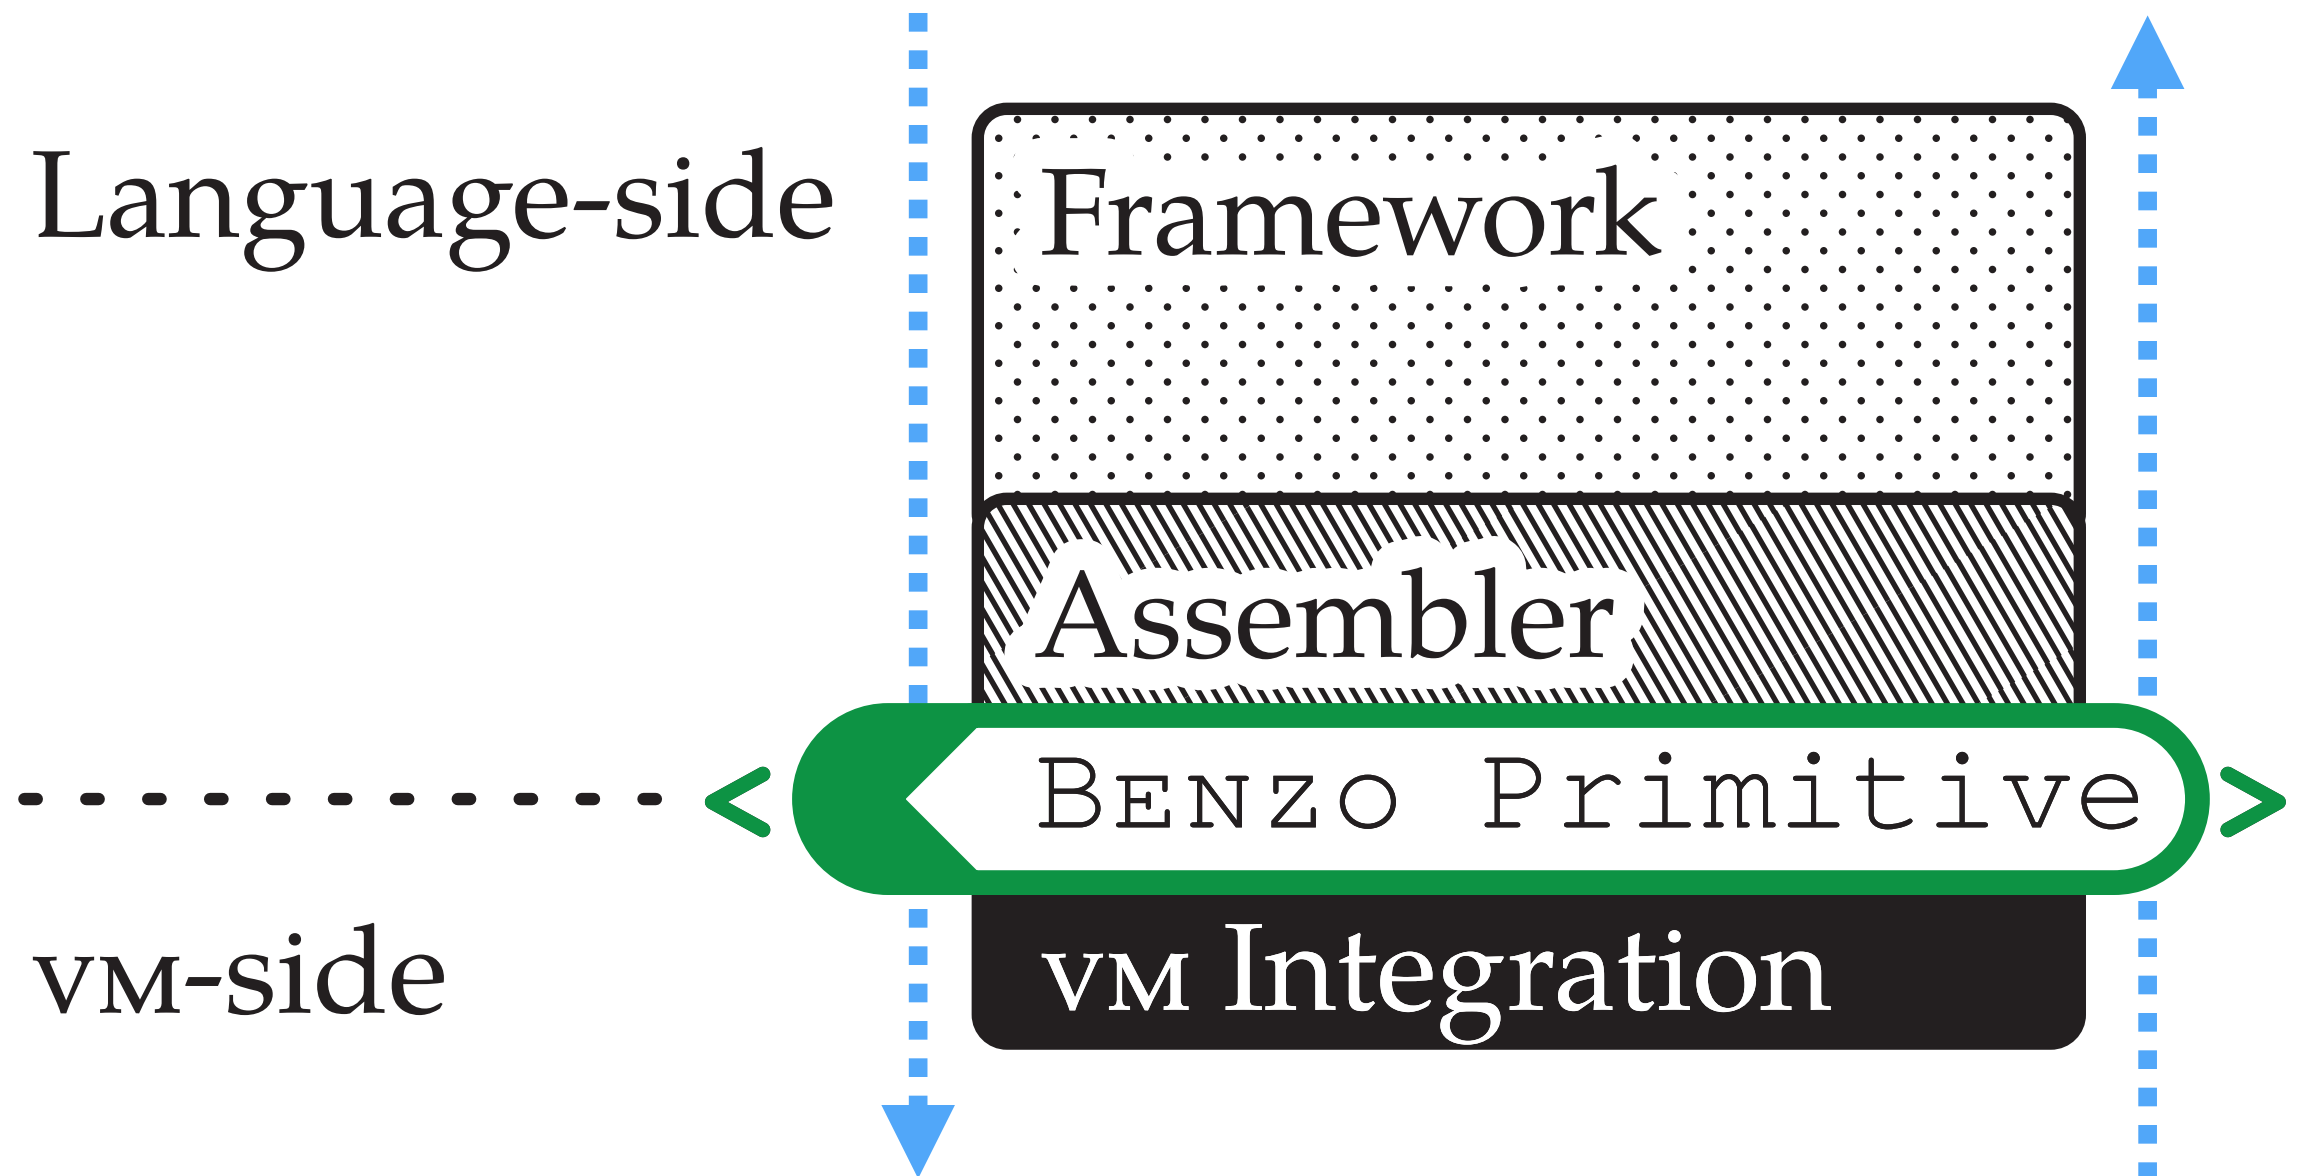 Language-side
Framework
Assembler
< Benzo Primitive >
vm-side
vm Integration